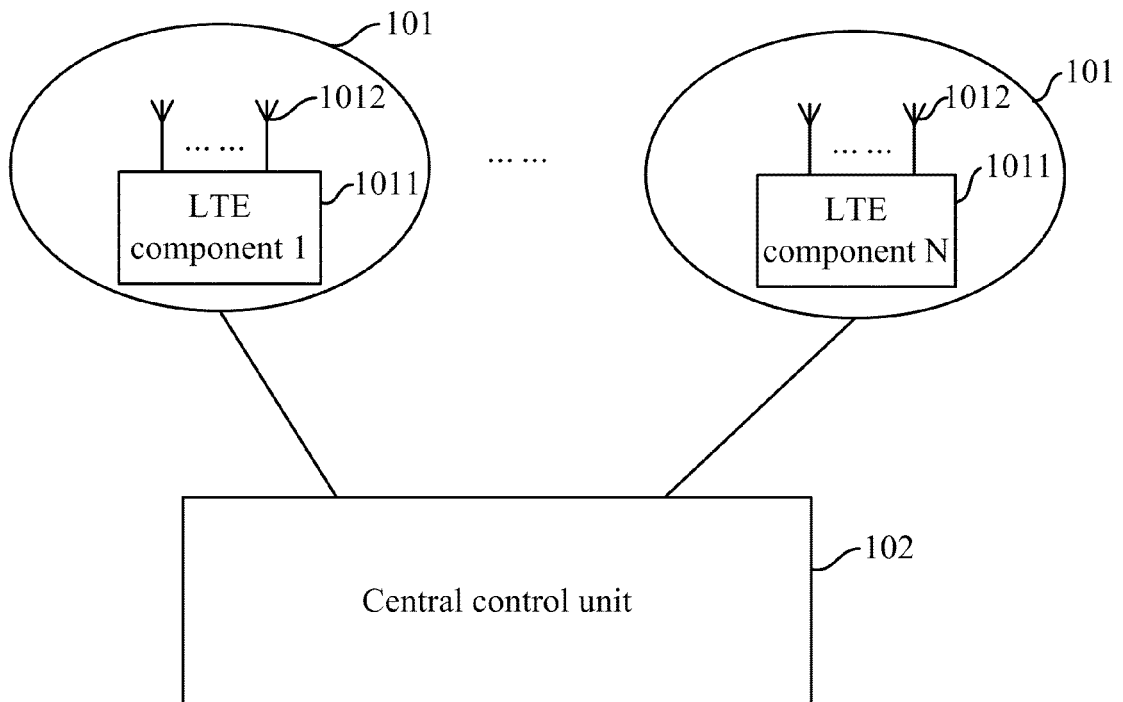 101
101
1012
1012
... ...
... ...
... ...
1011
1011
LTE
component 1
LTE
component N
102
Central control unit